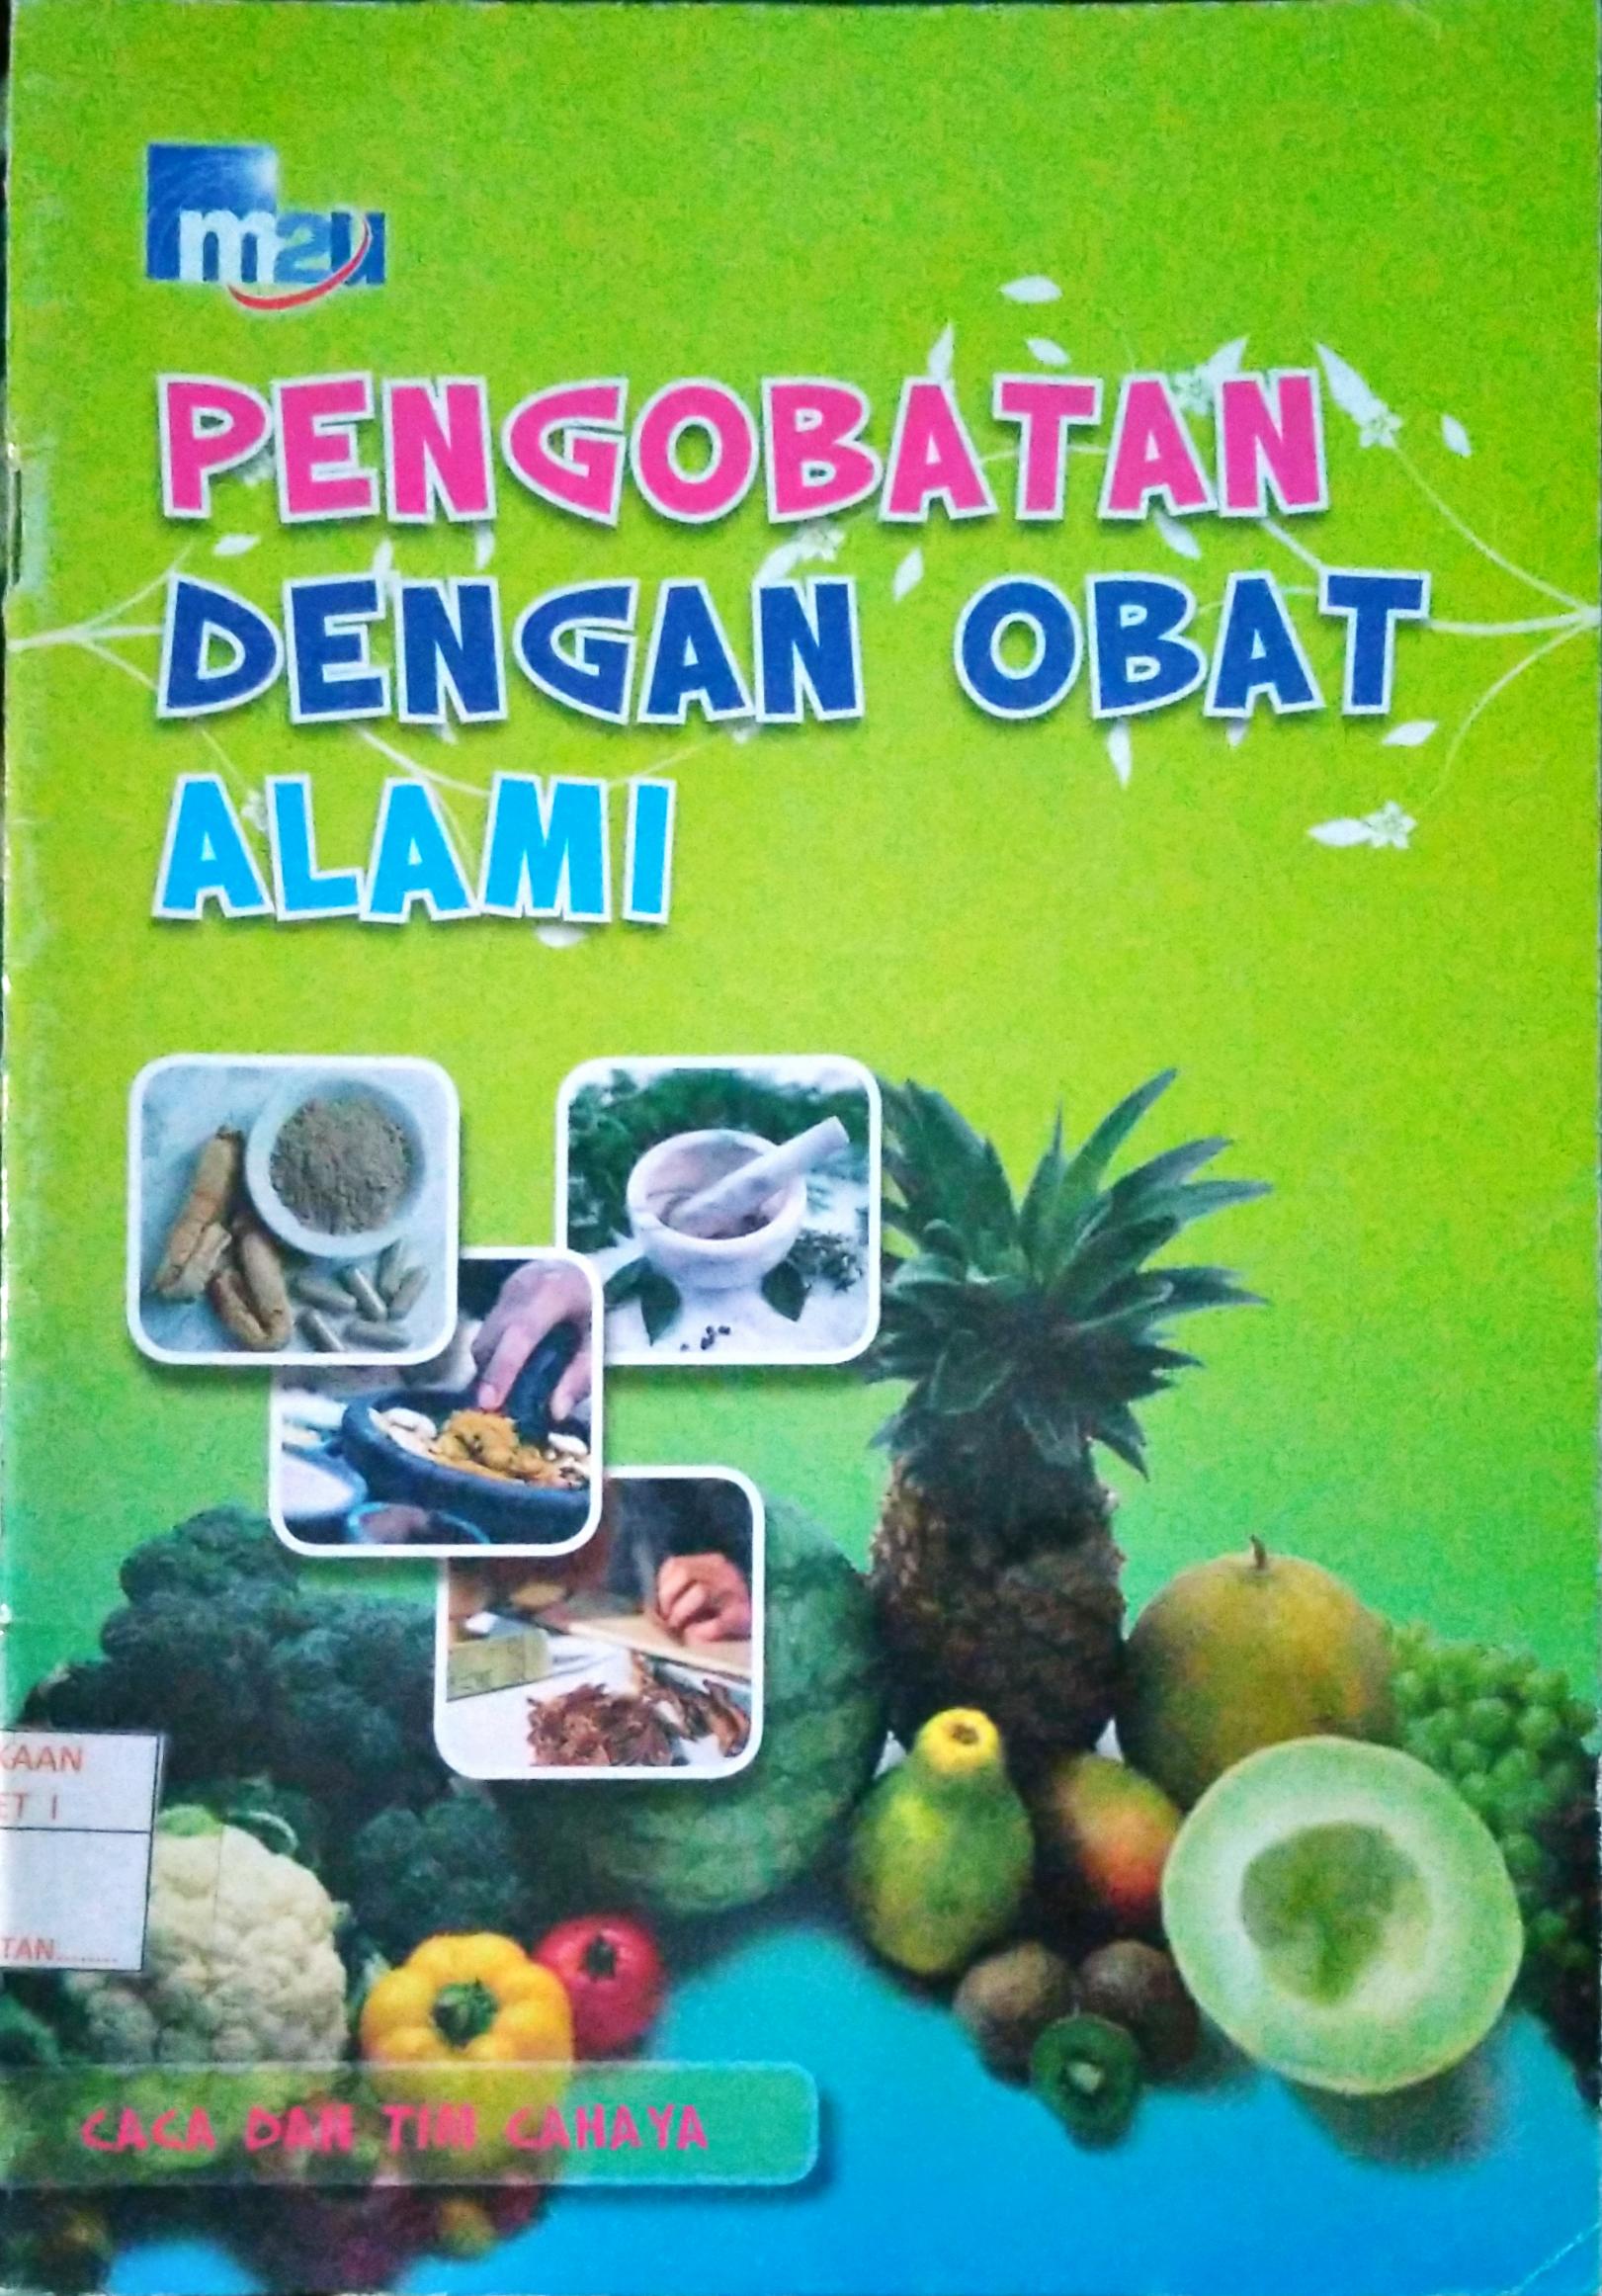 m2u
PENGOBATAN
DENGAN OBAT
ALAMI
KAAN
ET I
TAN........
CACA DAN TIM CAHAYA